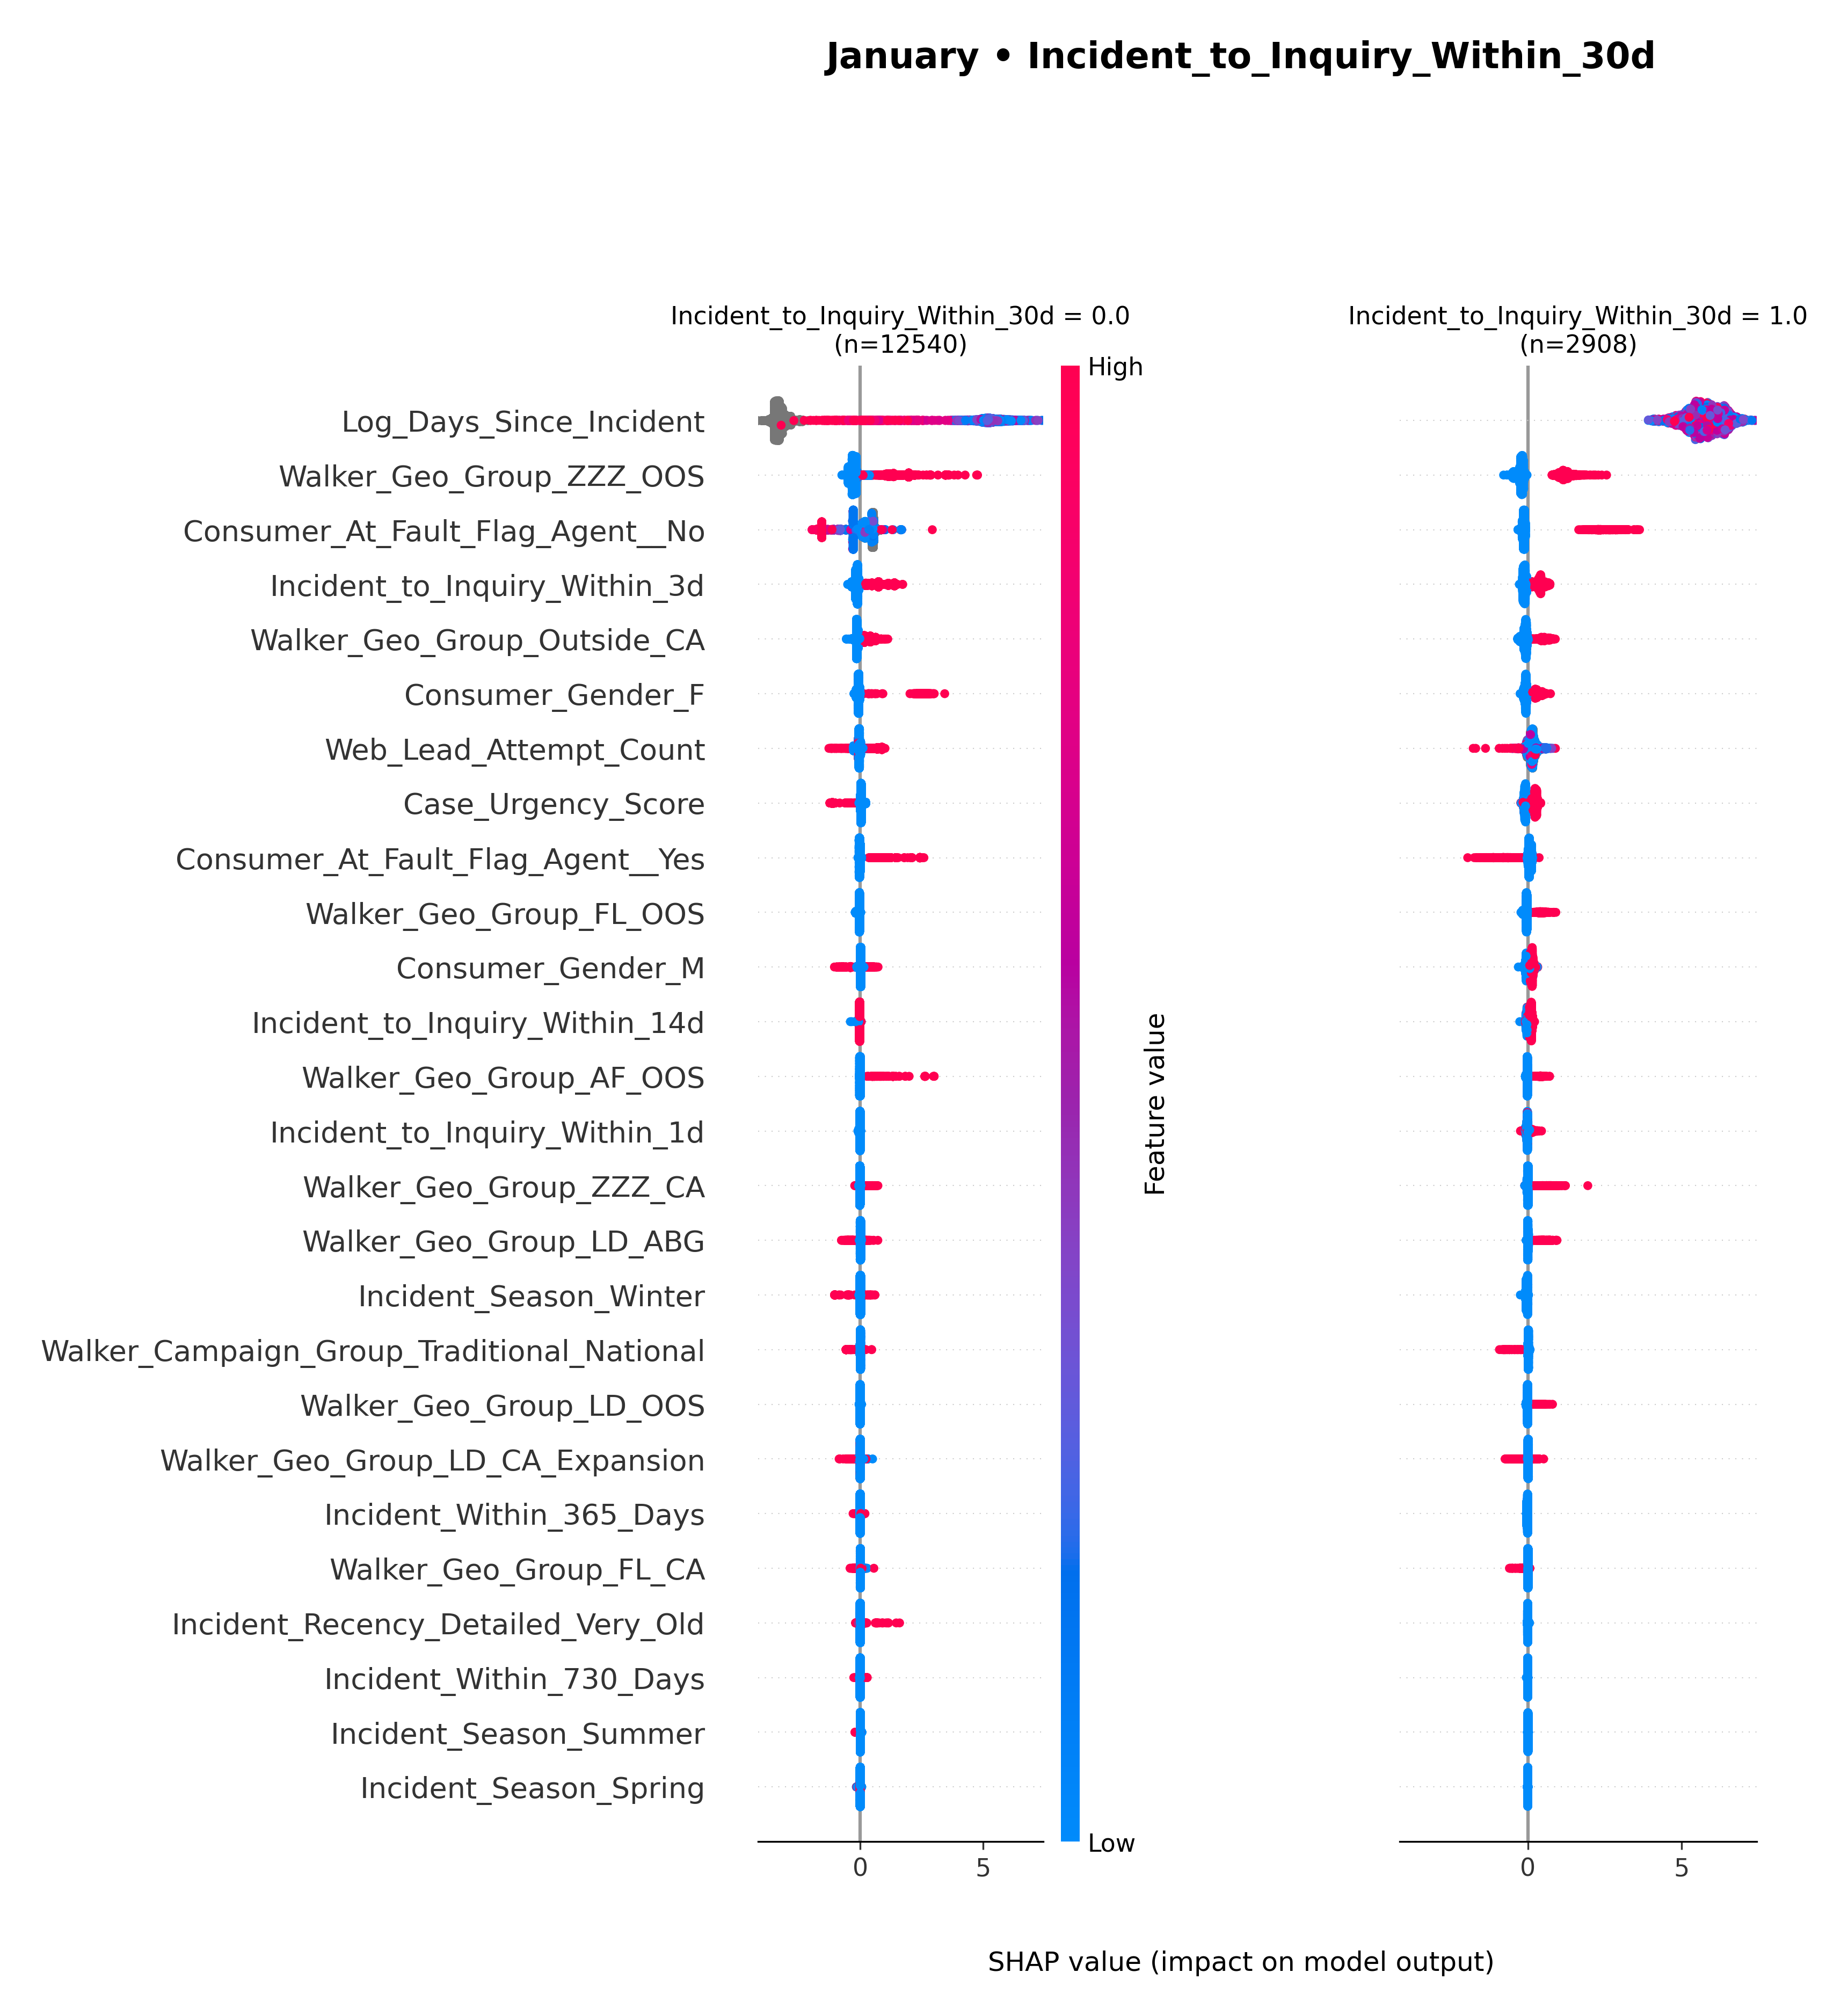 January • Incident_to_Inquiry_Within_30d
Incident_to_Inquiry_Within_30d = 0.0
(n=12540)
Incident_to_Inquiry_Within_30d = 1.0
(n=2908)
High
Log_Days_Since_Incident
Walker_Geo_Group_ZZZ_OOS
Consumer_At_Fault_Flag_Agent__No
Incident_to_Inquiry_Within_3d
Walker_Geo_Group_Outside_CA
Consumer_Gender_F
Web_Lead_Attempt_Count
Case_Urgency_Score
Consumer_At_Fault_Flag_Agent__Yes
Walker_Geo_Group_FL_OOS
Consumer_Gender_M
Incident_to_Inquiry_Within_14d
Walker_Geo_Group_AF_OOS
Incident_to_Inquiry_Within_1d
Walker_Geo_Group_ZZZ_CA
Walker_Geo_Group_LD_ABG
Incident_Season_Winter
Walker_Campaign_Group_Traditional_National
Walker_Geo_Group_LD_OOS
Walker_Geo_Group_LD_CA_Expansion
Incident_Within_365_Days
Walker_Geo_Group_FL_CA
Incident_Recency_Detailed_Very_Old
Incident_Within_730_Days
Incident_Season_Summer
Incident_Season_Spring
Feature value
Low
0 5
0 5
SHAP value (impact on model output)